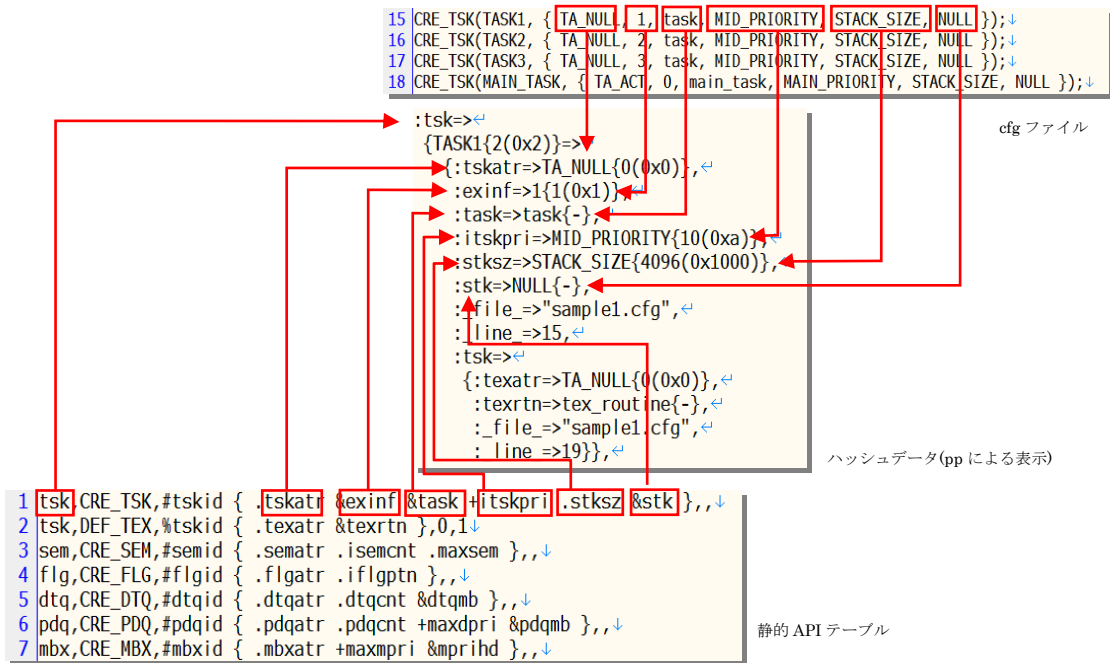 15 CRE_TSK(TASK1, { TA_NULL, 1, task, MID_PRIORITY, STACK_SIZE, NULL });↓
16 CRE_TSK(TASK2, { TA_NULL, 2, task, MID_PRIORITY, STACK_SIZE, NULL });↓
17 CRE_TSK(TASK3, { TA_NULL, 3, task, MID_PRIORITY, STACK_SIZE, NULL });↓
18 CRE_TSK(MAIN_TASK, { TA_ACT, 0, main_task, MAIN_PRIORITY, STACK_SIZE, NULL });↓
cfg ファイル
:tsk=>↵
{TASK1{2(0x2)}=>↵
{:tskatr=>TA_NULL{0(0x0)},↵
:exinf=>1{1(0x1)},↵
:task=>task{-},↵
:itskpri=>MID_PRIORITY{10(0xa)},↵
:stksz=>STACK_SIZE{4096(0x1000)},↵
:stk=>NULL{-},↵
:_file_=>"sample1.cfg",↵
:_line_=>15,↵
:tsk=>↵
{:texatr=>TA_NULL{0(0x0)},↵
:texrtn=>tex_routine{-},↵
:_file_=>"sample1.cfg",↵
:_line_=>19}},↵
ハッシュデータ(pp による表示)
1 tsk,CRE_TSK,#tskid { .tskatr &exinf &task +itskpri .stksz &stk },,↓
2 tsk,DEF_TEX,%tskid { .texatr &texrtn },0,1↓
3 sem,CRE_SEM,#semid { .sematr .isemcnt .maxsem },,↓
4 flg,CRE_FLG,#flgid { .flgatr .iflgptn },,↓
5 dtq,CRE_DTQ,#dtqid { .dtqatr .dtqcnt &dtqmb },,↓
6 pdq,CRE_PDQ,#pdqid { .pdqatr .pdqcnt +maxdpri &pdqmb },,↓
7 mbx,CRE_MBX,#mbxid { .mbxatr +maxmpri &mprihd },,↓
静的 API テーブル